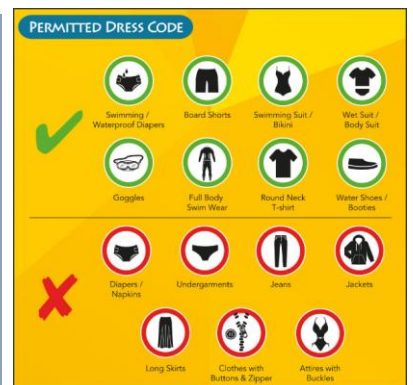 PERMITTED DRESS CODE
Swimming /
Waterproof Diapers
Board Shorts
Swimming Suit /
Bikini
Wet Suit /
Body Suit
Goggles
Full Body
Swim Wear
Round Neck
T-shirt
Water Shoes /
Booties
Diapers /
Napkins
Undergarments
Jeans
Jackets
Long Skirts
Clothes with
Buttons & Zipper
Attires with
Buckles